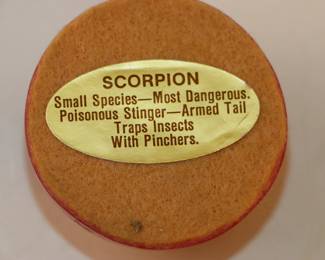 SCORPION
Small Species—Most Dangerous.
Poisonous Stinger—Armed Tail
Traps Insects
With Pinchers.